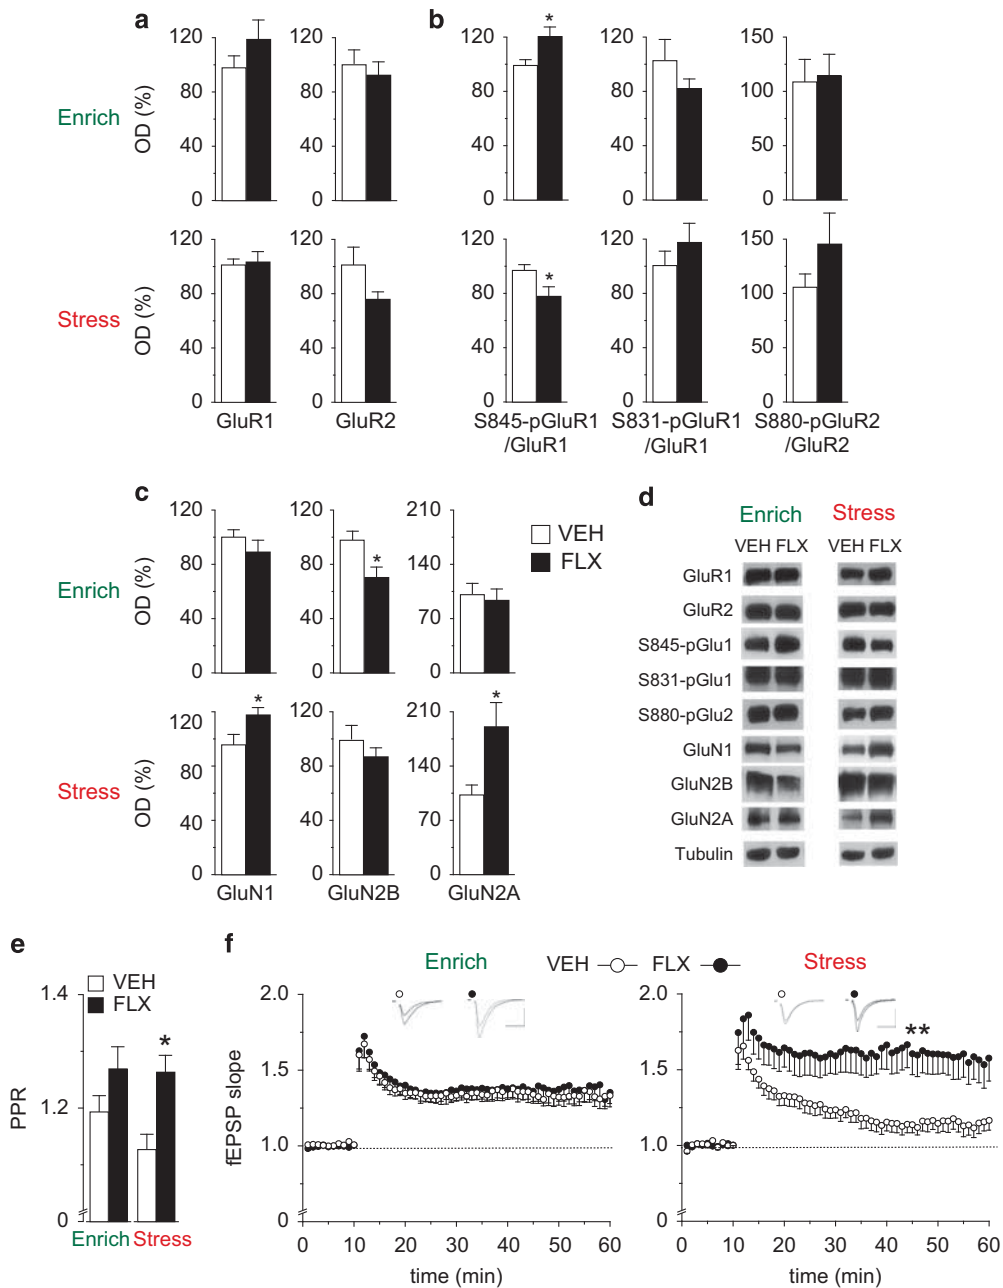 a
b
120
80
40
0
Enrich
OD (%)
120
80
40
0
120
80
40
0
120
80
40
0
150
100
50
0
120
80
40
0
Stress
OD (%)
120
80
40
0
*
120
80
40
0
*
120
80
40
0
150
100
50
0
GluR1
GluR2
S845-pGluR1
/GluR1
S831-pGluR1
/GluR1
S880-pGluR2
/GluR2
c
120
80
40
0
Enrich
OD (%)
120
80
40
0
*
210
140
70
0
VEH
FLX
120
80
40
0
Stress
OD (%)
*
120
80
40
0
210
140
70
0
*
GluN1
GluN2B
GluN2A
d
Enrich
Stress
VEH FLX
VEH FLX
GluR1
GluR2
S845-pGlu1
S831-pGlu1
S880-pGlu2
GluN1
GluN2B
GluN2A
Tubulin
e
VEH
FLX
1.4
1.2
0
PPR
*
Enrich
Stress
f
Enrich
VEH
FLX
Stress
2.0
1.5
1.0
0
fEPSP slope
0 10 20 30 40 50 60
time (min)
2.0
1.5
1.0
0
**
0 10 20 30 40 50 60
time (min)